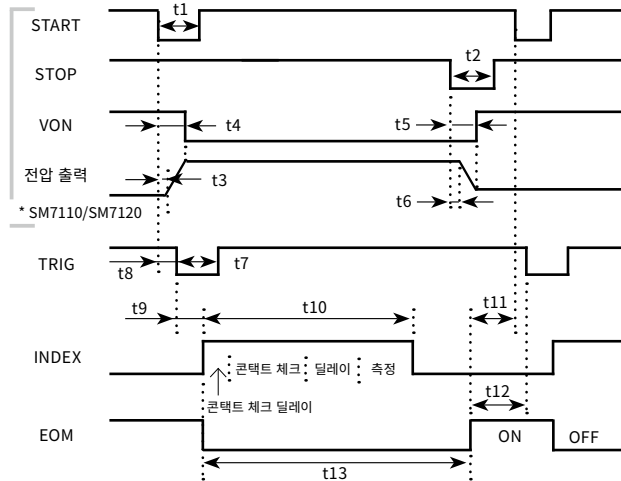 START
t1
STOP
t2
VON
t4
t5
전압 출력
t3
t6
* SM7110/SM7120
TRIG
t8
t7
t9
t10
t11
INDEX
콘택트 체크
딜레이
측정
콘택트 체크 딜레이
t12
EOM
ON
OFF
t13